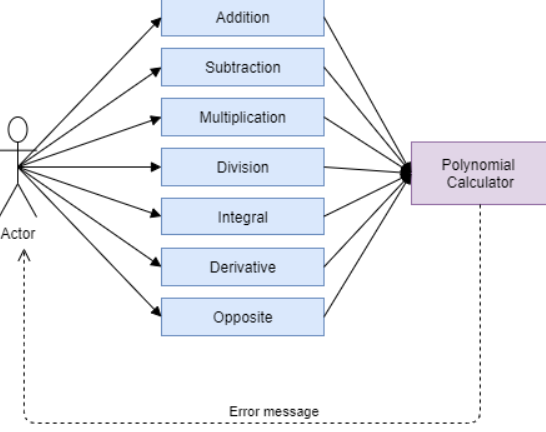 Addition
Subtraction
Multiplication
Division
Integral
Derivative
Opposite
Polynomial
Calculator
Actor
Error message